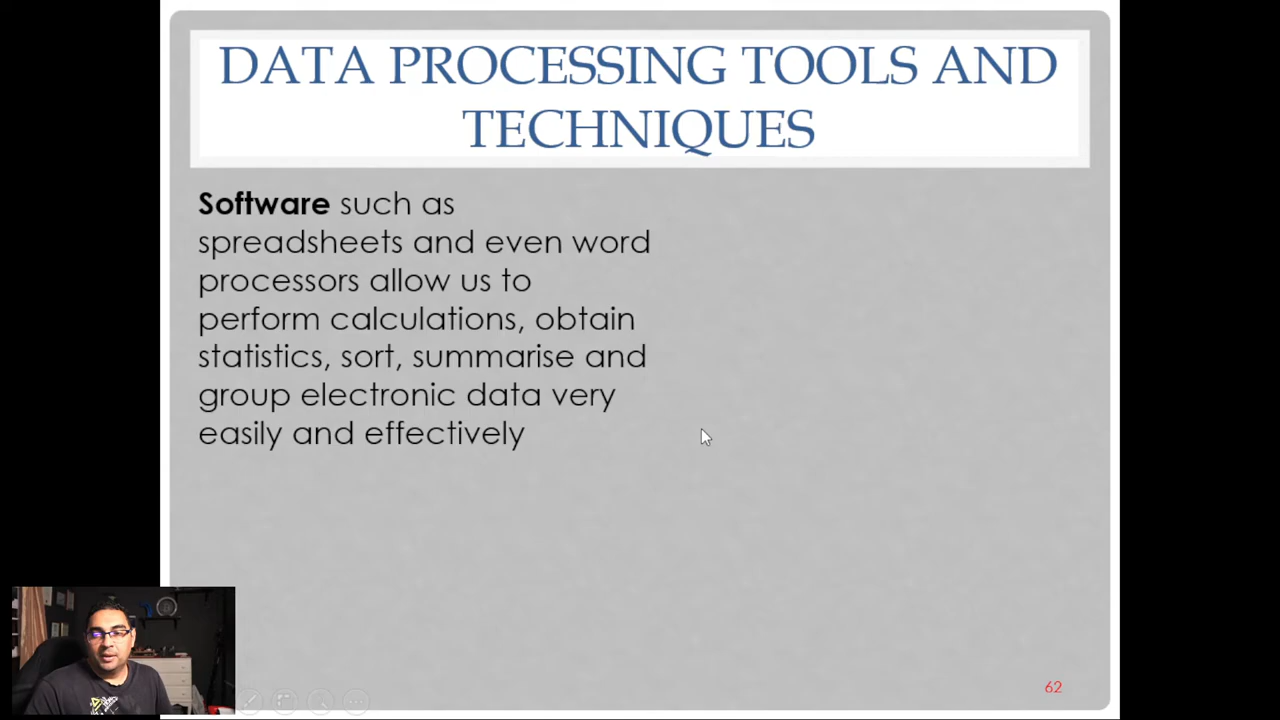 DATA PROCESSING TOOLS AND
TECHNIQUES
Software such as
spreadsheets and even word
processors allow us to
perform calculations, obtain
statistics, sort, summarise and
group electronic data very
easily and effectively
62